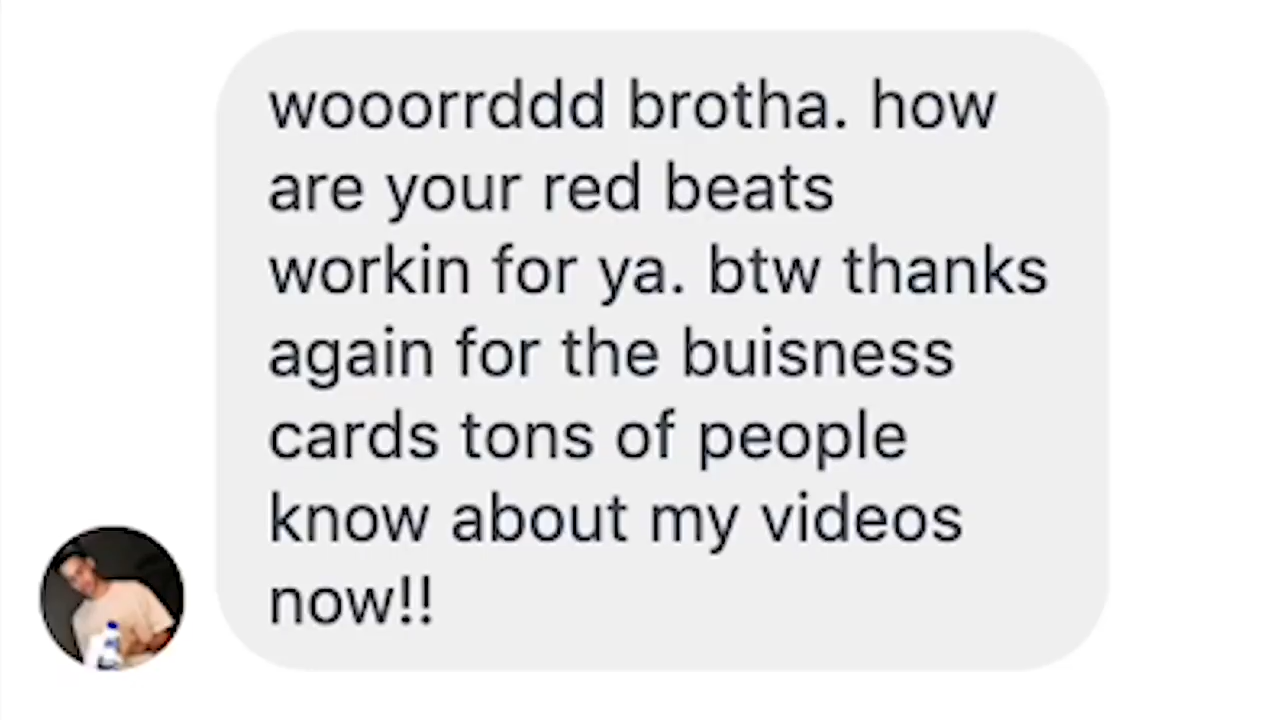 wooorrddd brotha. how
are your red beats
workin for ya. btw thanks
again for the buisness
cards tons of people
know about my videos
now!!